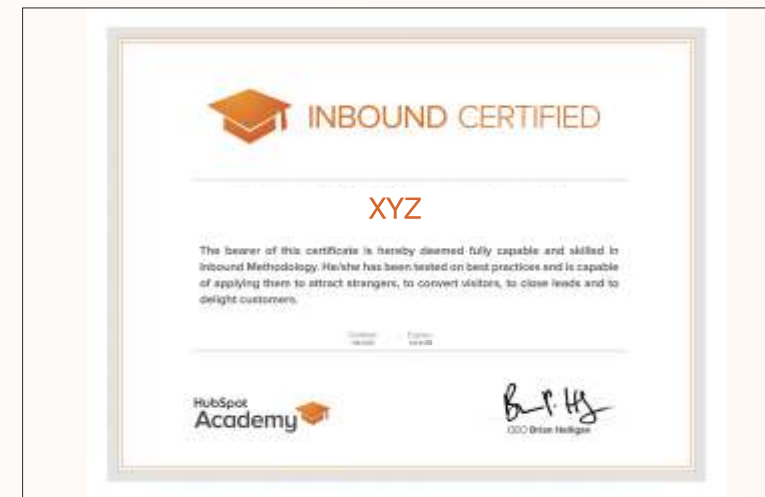 INBOUND CERTIFIED
XYZ
The bearer of this certificate is hereby deemed fully capable and skilled in
Inbound Methodology. He/she has been tested on best practices and is capable
of applying them to attract strangers, to convert visitors, to close leads and to
delight customers.
HubSpot
Academy
CEO Brian Halligan